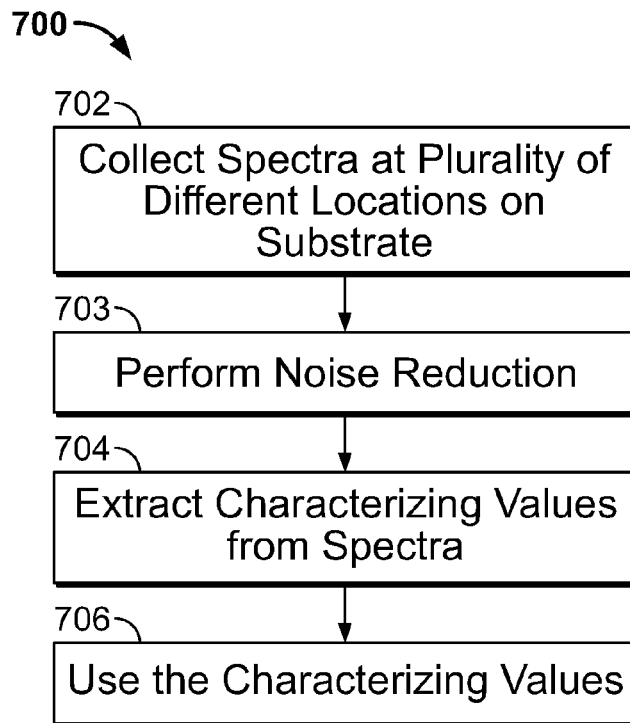 700
702
Collect Spectra at Plurality of
Different Locations on
Substrate
703
Perform Noise Reduction
704
Extract Characterizing Values
from Spectra
706
Use the Characterizing Values